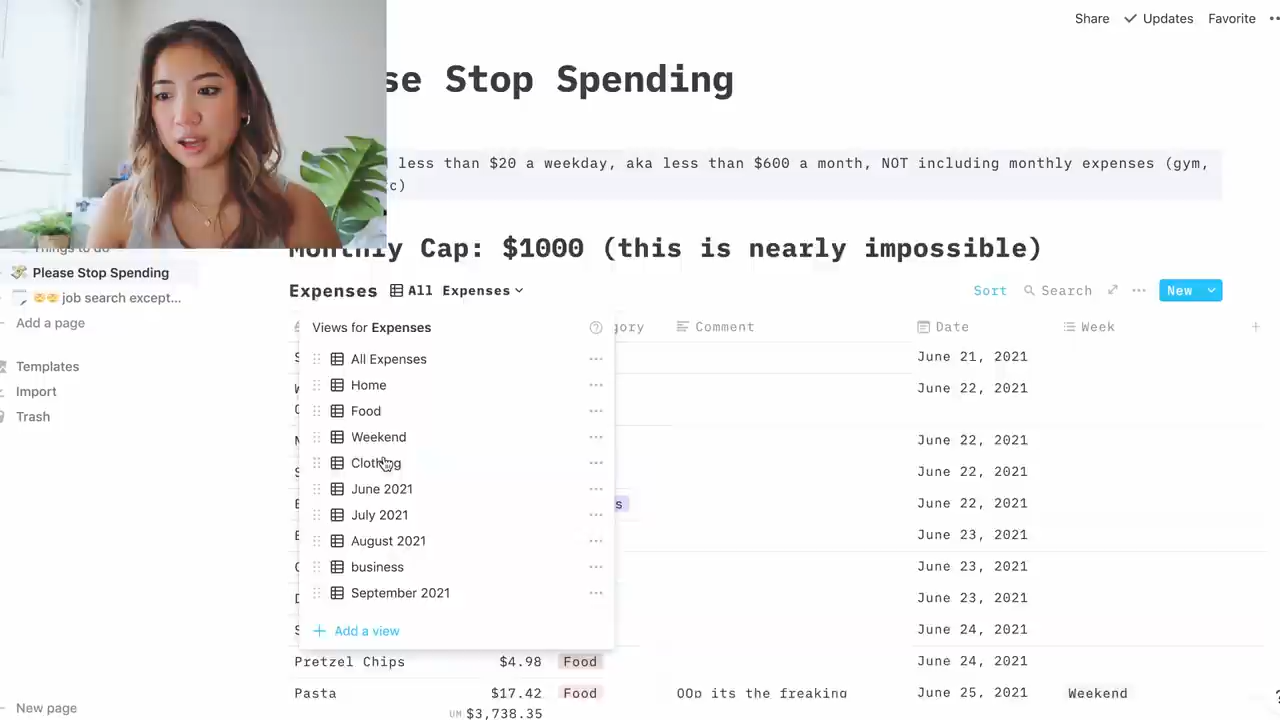 Share Updates Favorite
se Stop Spending
less than $20 a weekday, aka less than $600 a month, NOT including monthly expenses (gym,
c)
Things to do
Monthly Cap: $1000 (this is nearly impossible)
Please Stop Spending
job search except...
Add a page
Templates
Import
Trash
New page
Expenses All Expenses
Sort Search New
Views for Expenses
All Expenses
Home
Food
Weekend
Clothing
June 2021
July 2021
August 2021
business
September 2021
Add a view
gory Comment Date Week
June 21, 2021
June 22, 2021
June 22, 2021
June 22, 2021
s June 22, 2021
June 23, 2021
June 23, 2021
June 23, 2021
June 24, 2021
Pretzel Chips $4.98 Food June 24, 2021
Pasta $17.42 Food OOp its the freaking June 25, 2021 Weekend
UM $3,738.35